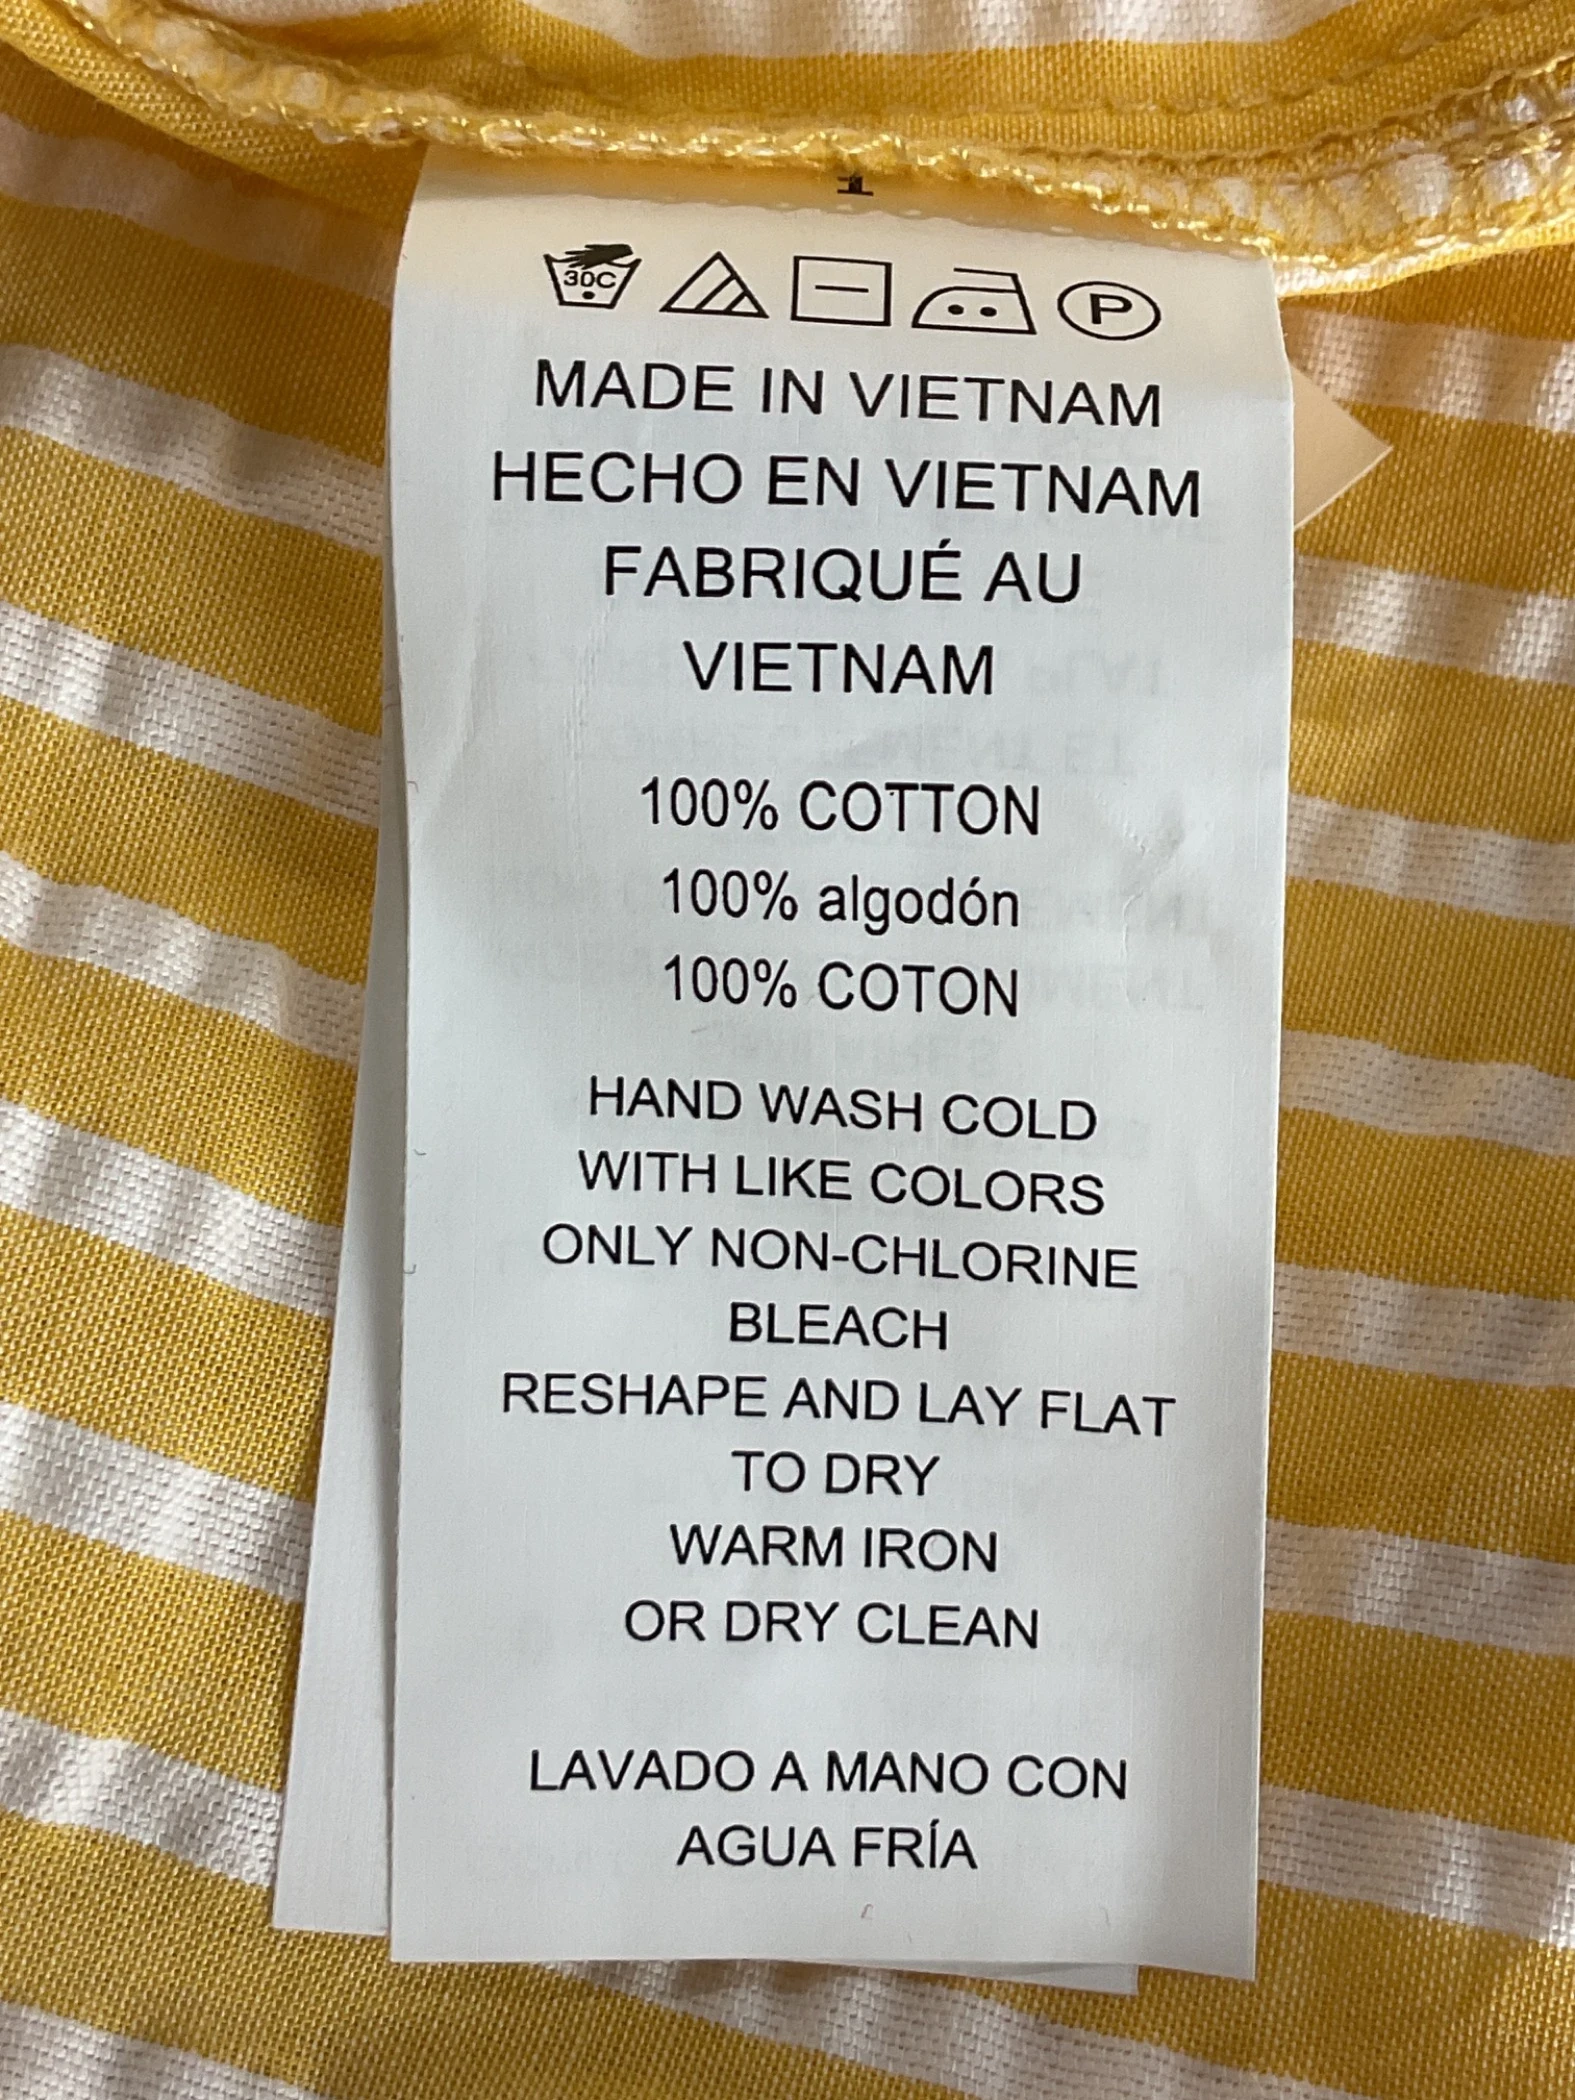 30C
P
MADE IN VIETNAM
HECHO EN VIETNAM
FABRIQUÉ AU
VIETNAM
100% COTTON
100% algodón
100% COTON
HAND WASH COLD
WITH LIKE COLORS
ONLY NON-CHLORINE
BLEACH
RESHAPE AND LAY FLAT
TO DRY
WARM IRON
OR DRY CLEAN
LAVADO A MANO CON
AGUA FRÍA